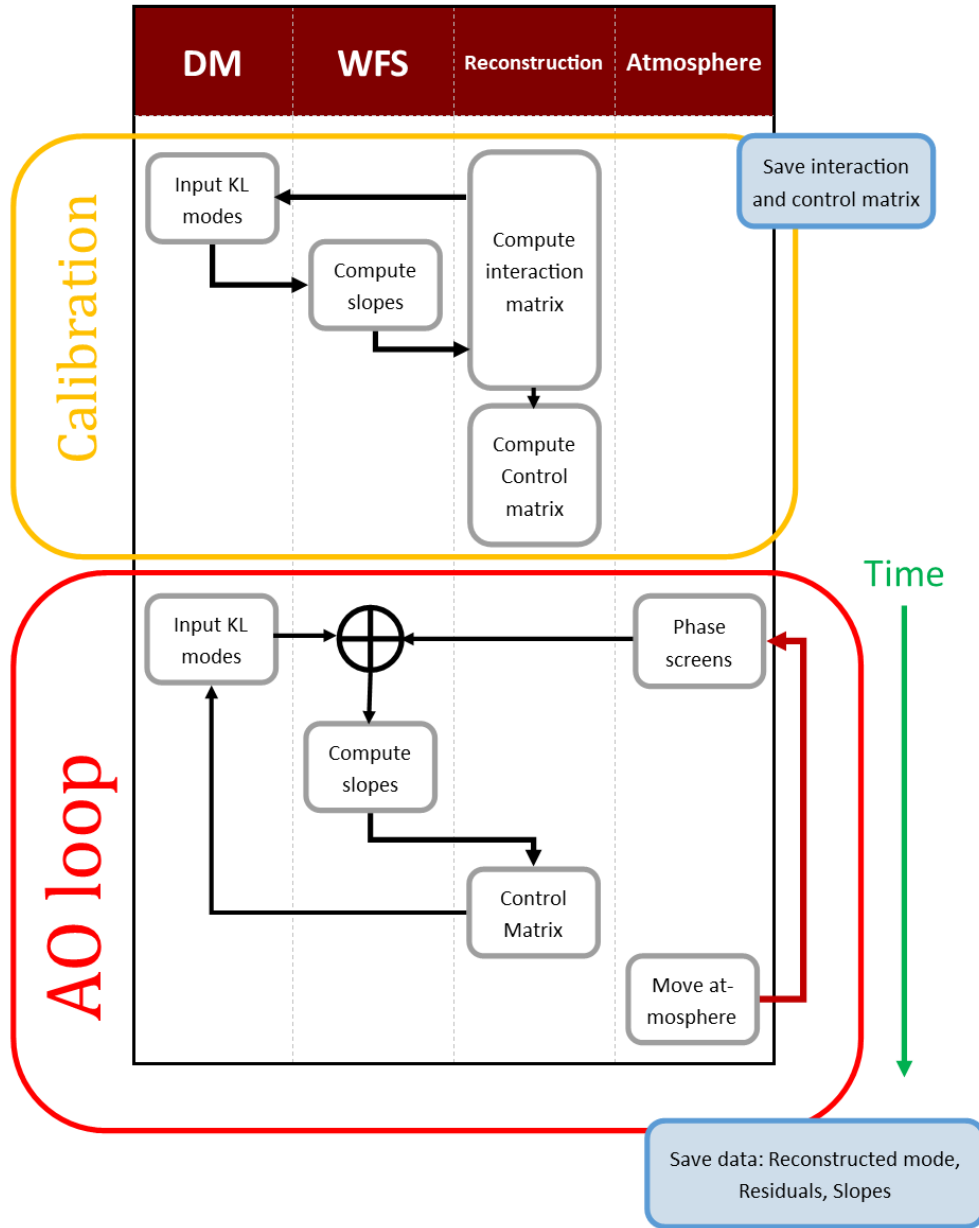 DM
WFS
Reconstruction
Atmosphere
Calibration
Save interaction
and control matrix
Input KL
modes
Compute
slopes
Compute
interaction
matrix
Compute
Control
matrix
Time
AO loop
Input KL
modes
Phase
screens
Compute
slopes
Control
Matrix
Move at-
mosphere
Save data: Reconstructed mode,
Residuals, Slopes